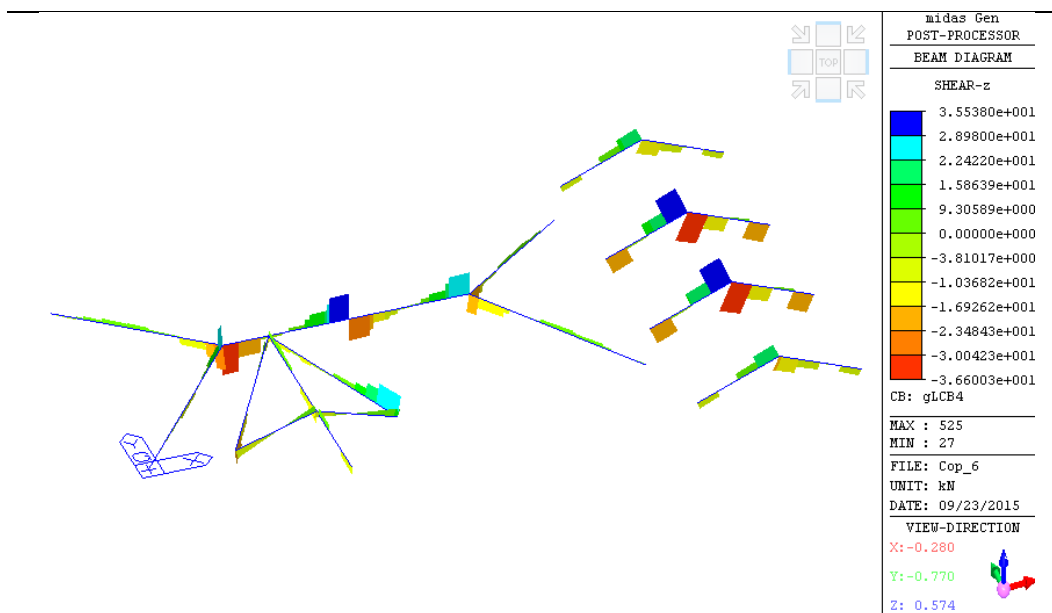 midas Gen
POST-PROCESSOR
BEAM DIAGRAM
SHEAR-z
3.55380e+001
2.89800e+001
2.24220e+001
1.58639e+001
9.30589e+000
0.00000e+000
-3.81017e+000
-1.03682e+001
-1.69262e+001
-2.34843e+001
-3.00423e+001
-3.66003e+001
CB: gLCB4
MAX : 525
MIN : 27
FILE: Cop_6
UNIT: kN
DATE: 09/23/2015
VIEW-DIRECTION
X:-0.280
Y:-0.770
Z: 0.574
TOP
X